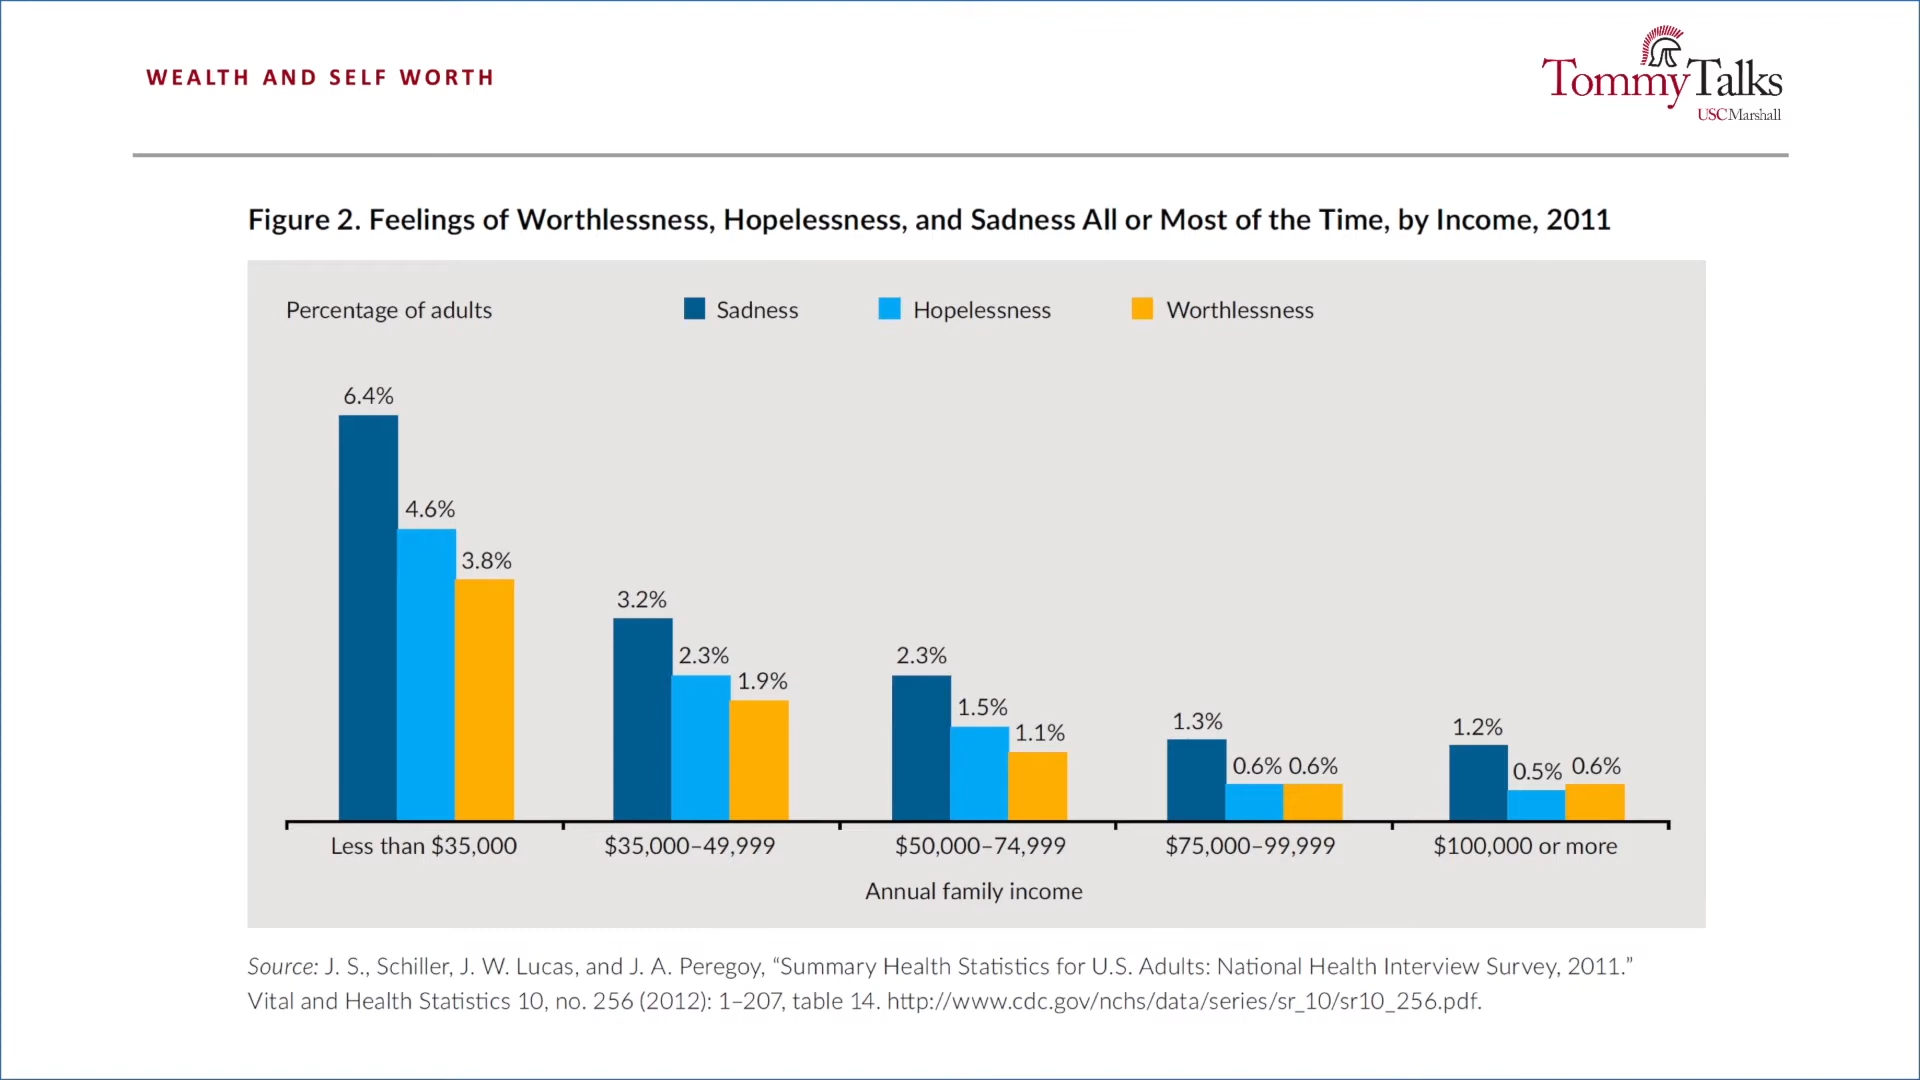 WEALTH AND SELF WORTH
TommyTalks
USC Marshall
Figure 2. Feelings of Worthlessness, Hopelessness, and Sadness All or Most of the Time, by Income, 2011
Percentage of adults
Sadness
Hopelessness
Worthlessness
6.4%
4.6%
3.8%
3.2%
2.3%
1.9%
2.3%
1.5%
1.1%
1.3%
0.6%
0.6%
1.2%
0.5%
0.6%
Less than $35,000
$35,000–49,999
$50,000–74,999
$75,000–99,999
$100,000 or more
Annual family income
Source: J. S., Schiller, J. W. Lucas, and J. A. Peregoy, “Summary Health Statistics for U.S. Adults: National Health Interview Survey, 2011.”
Vital and Health Statistics 10, no. 256 (2012): 1–207, table 14. http://www.cdc.gov/nchs/data/series/sr_10/sr10_256.pdf.